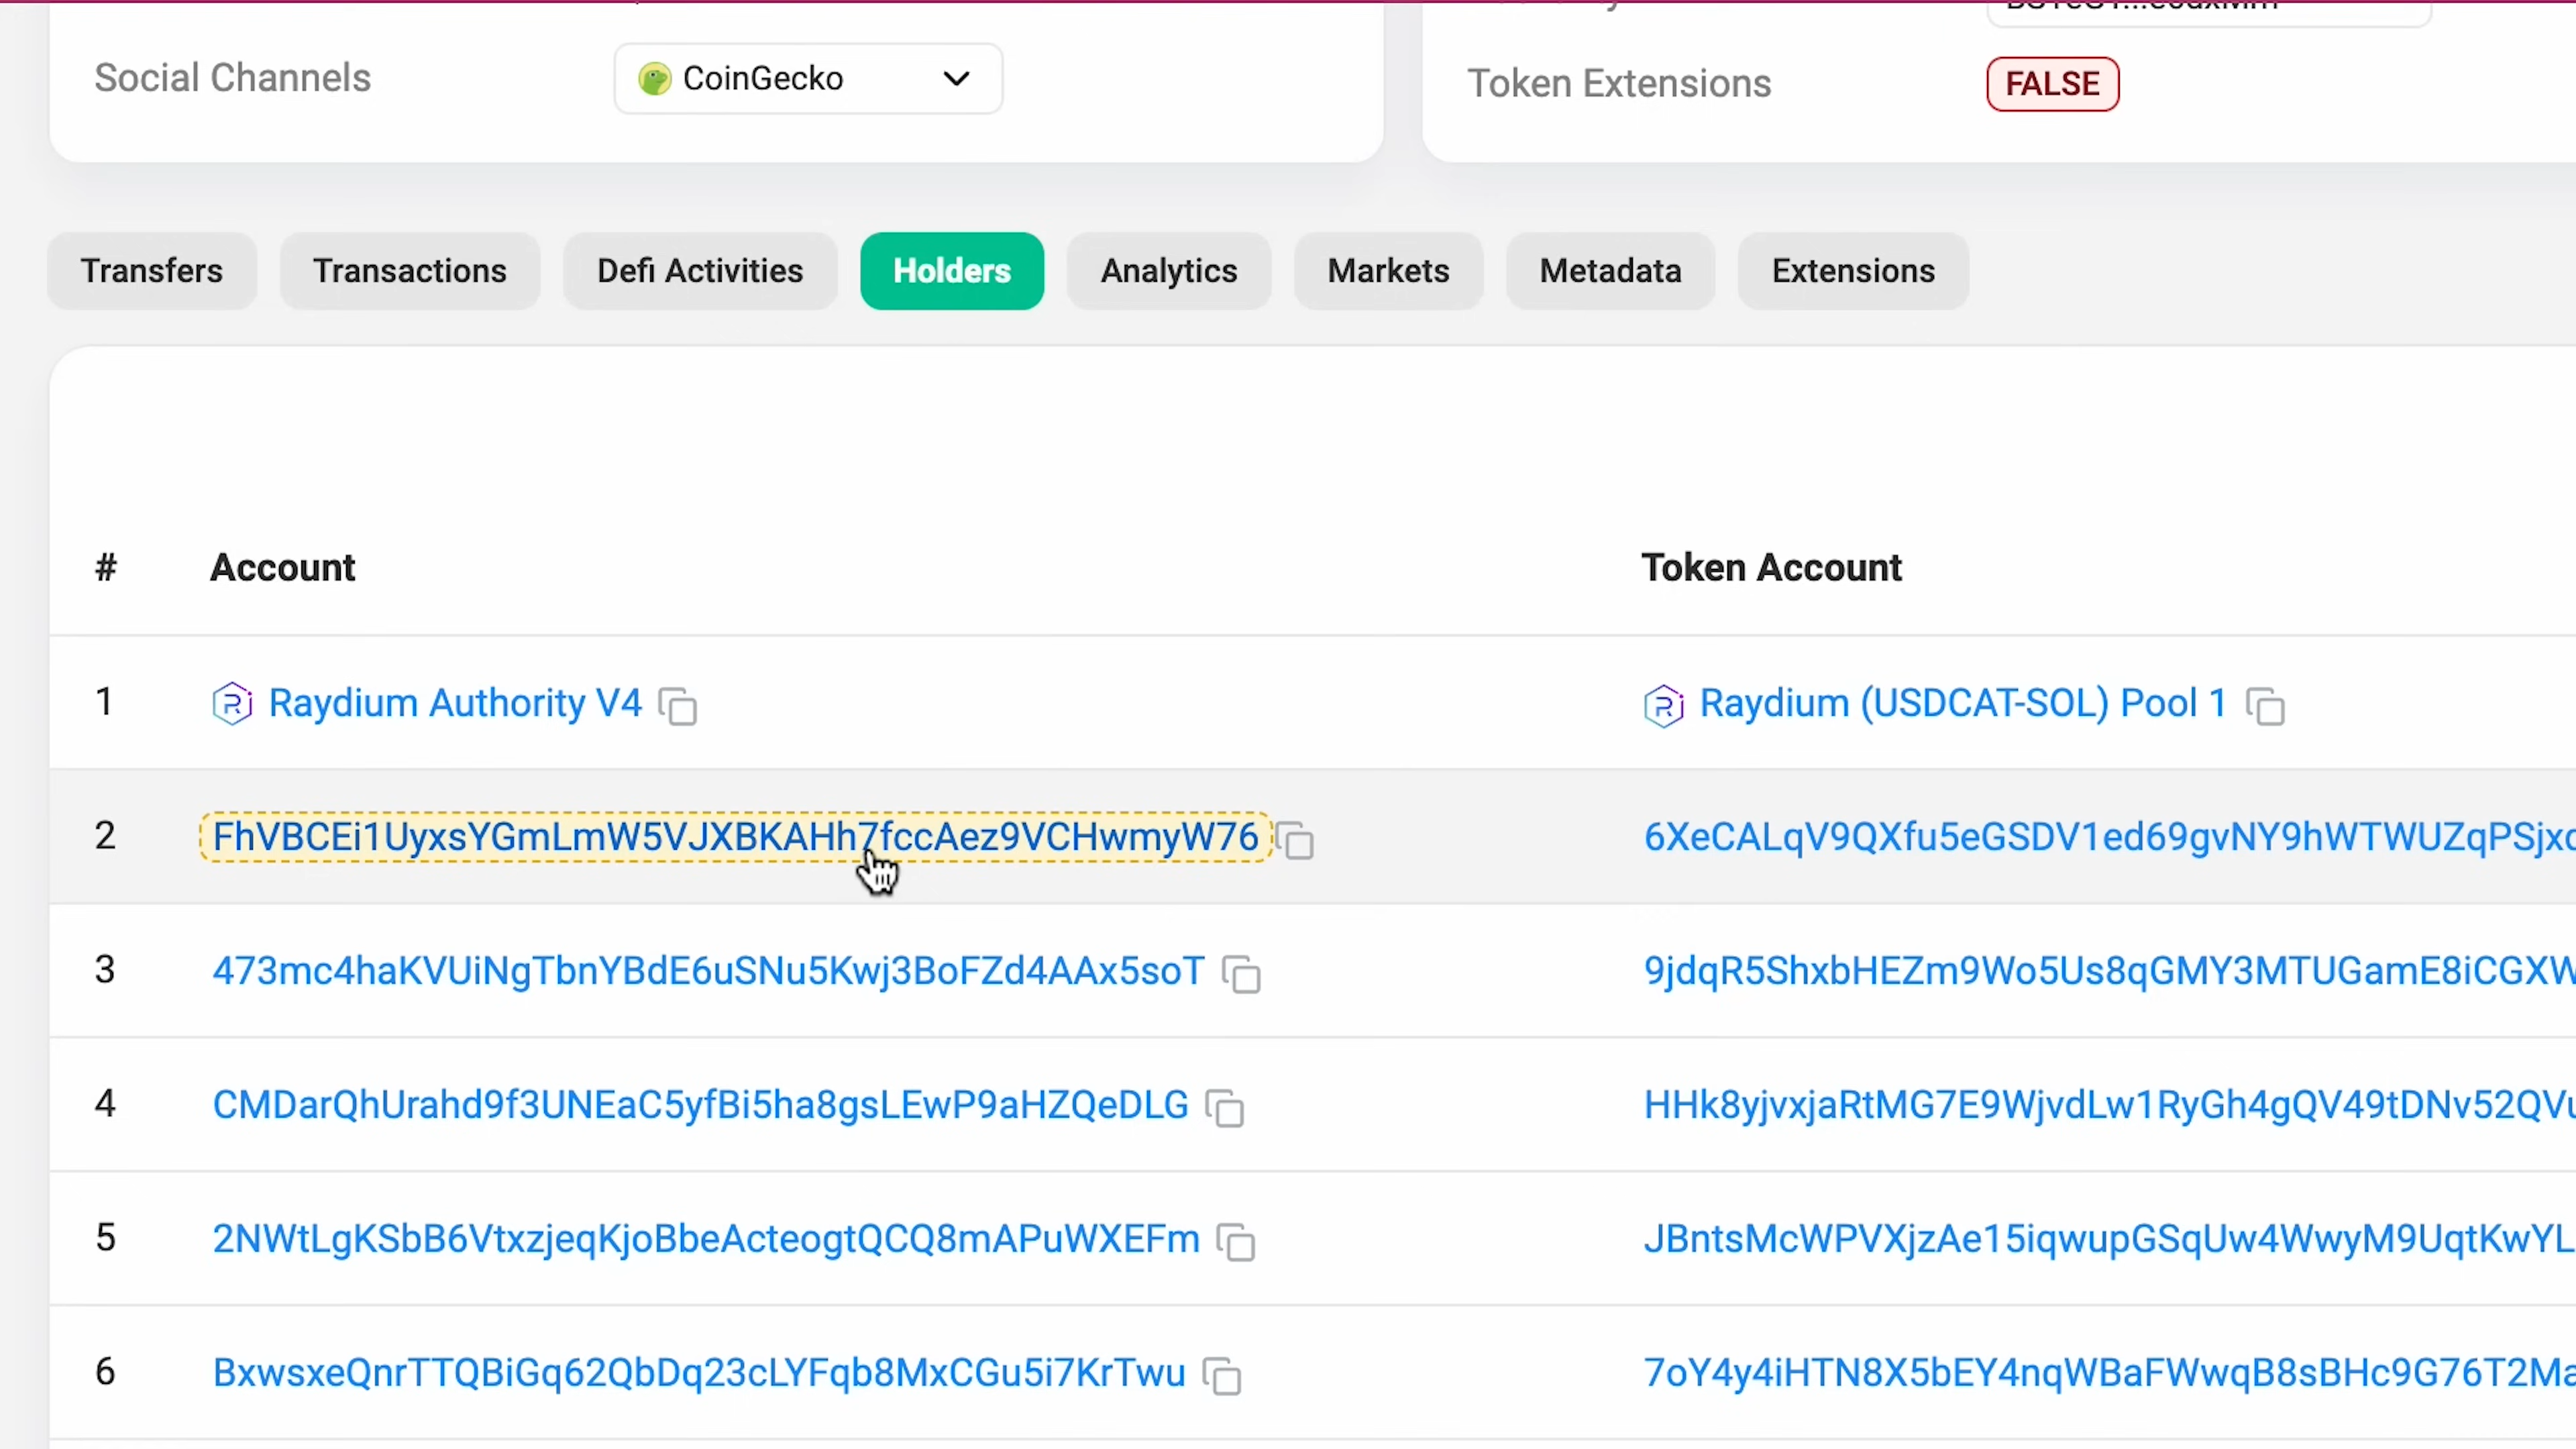 Social Channels
CoinGecko
Token Extensions
FALSE
Transfers
Transactions
Defi Activities
Holders
Analytics
Markets
Metadata
Extensions
# Account Token Account
1 Raydium Authority V4 Raydium (USDCAT-SOL) Pool 1
2 FhVBCEi1UyxsYGmLmW5VJXBKAHh7fccAez9VCHwmyW76 6XeCALqV9QXfu5eGSDV1ed69gvNY9hWTWUZqPSjx
3 473mc4haKVUiNgTbnYBdE6uSNu5Kwj3BoFZd4AAx5soT 9jdqR5ShxbHEZm9Wo5Us8qGMY3MTUGamE8iCGXW
4 CMDarQhUrahd9f3UNEaC5yfBi5ha8gsLEwP9aHZQeDLG HHk8yjvxjaRtMG7E9WjvdLw1RyGh4gQV49tDNv52QV
5 2NWtLgKSbB6VtxzjeqKjoBbeActeogtQCQ8mAPuWXEFm JBntsMcWPVXjzAe15iqwupGSqUw4WwyM9UqtKwYL
6 BxwsxeQnrTTQBiGq62QbDq23cLYFqb8MxCGu5i7KrTwu 7oY4y4iHTN8X5bEY4nqWBaFWwqB8sBHc9G76T2M